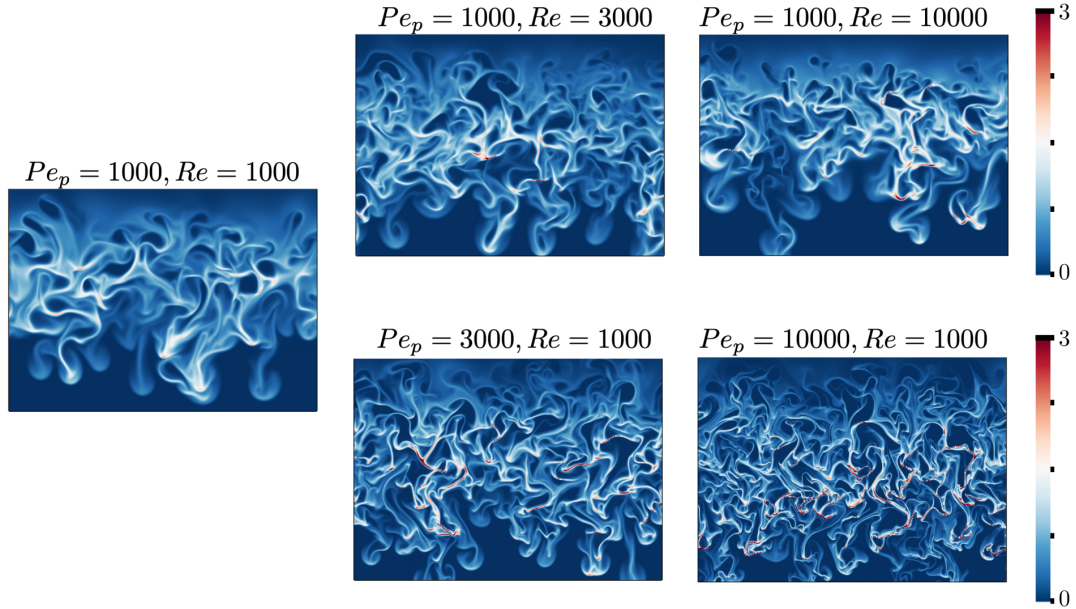 Pe_p = 1000, Re = 3000
Pe_p = 1000, Re = 10000
3
0
Pe_p = 1000, Re = 1000
Pe_p = 3000, Re = 1000
Pe_p = 10000, Re = 1000
3
0